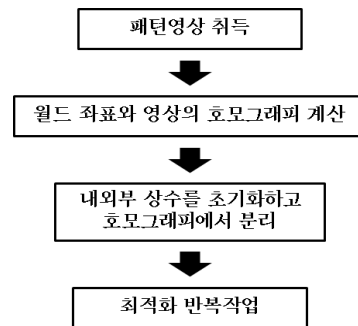 패턴영상 취득
월드 좌표와 영상의 호모그래피 계산
내외부 상수를 초기화하고
호모그래피에서 분리
최적화 반복작업